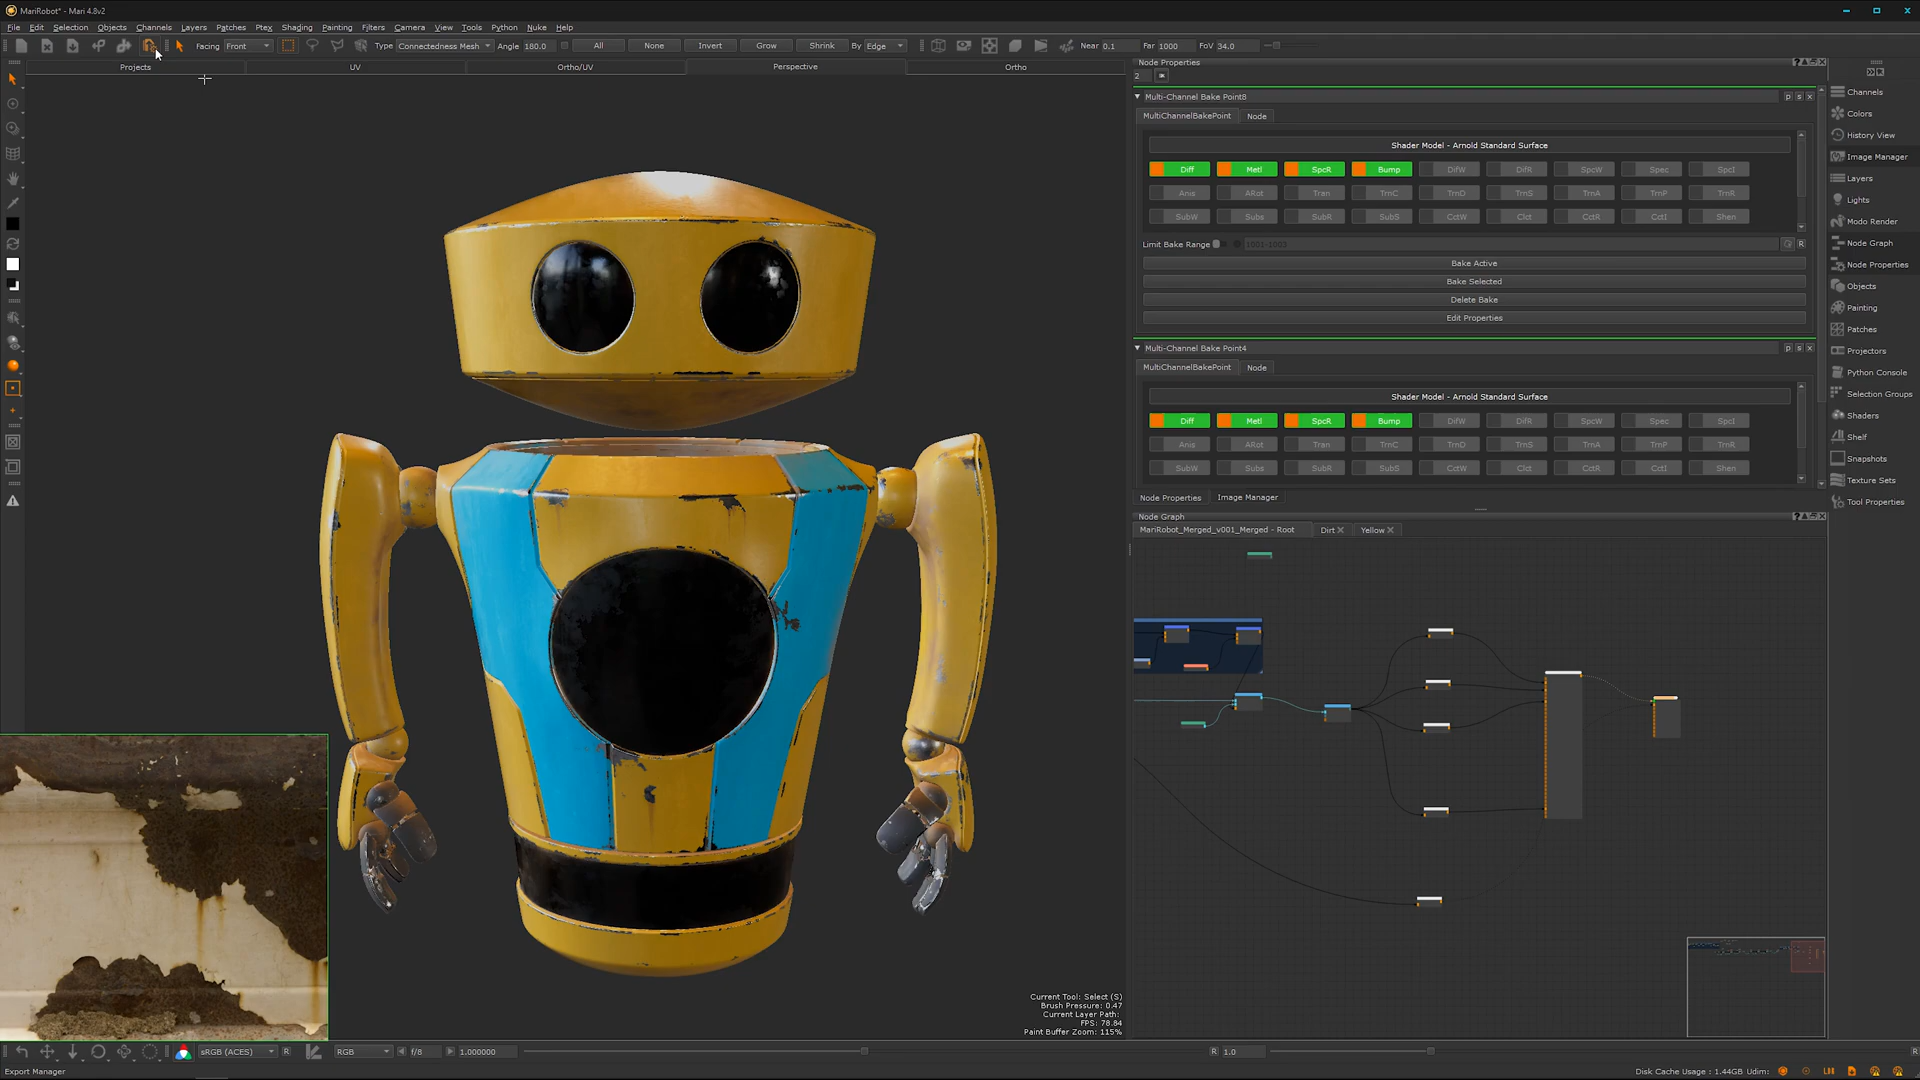 MariRobot* - Mari 4.8v2
File Edit Selection Objects Channels Layers Patches Ptex Shading Painting Filters Camera View Tools Python Nuke Help
Facing Front Type Connectedness Mesh Angle 180.0 All None Invert Grow Shrink By Edge Near 0.1 Far 1000 FoV 34.0
Projects UV Ortho/UV Perspective Ortho
Node Properties
2
Multi-Channel Bake Point8
p s x
MultiChannelBakePoint Node
Shader Model - Arnold Standard Surface
Diff Metl SpcR Bump DifW DifR SpcW Spec SpcI
Anis ARot Tran TrnC TrnD TrnS TrnA TrnP TrnR
SubW Subs SubR SubS CctW Clct CctR CctI Shen
Limit Bake Range 1001-1003 R
Bake Active
Bake Selected
Delete Bake
Edit Properties
Multi-Channel Bake Point4
p s x
MultiChannelBakePoint Node
Shader Model - Arnold Standard Surface
Diff Metl SpcR Bump DifW DifR SpcW Spec SpcI
Anis ARot Tran TrnC TrnD TrnS TrnA TrnP TrnR
SubW Subs SubR SubS CctW Clct CctR CctI Shen
Node Properties Image Manager
Node Graph
MariRobot_Merged_v001_Merged - Root Dirt Yellow
Channels
Colors
History View
Image Manager
Layers
Lights
Modo Render
Node Graph
Node Properties
Objects
Painting
Patches
Projectors
Python Console
Selection Groups
Shaders
Shelf
Snapshots
Texture Sets
Tool Properties
Current Tool: Select (S)
Brush Pressure: 0.47
Current Layer Path:
FPS: 78.84
Paint Buffer Zoom: 115%
sRGB (ACES) R RGB f/8 1.000000 R 1.0 R
Export Manager
Disk Cache Usage : 1.44GB Udim: